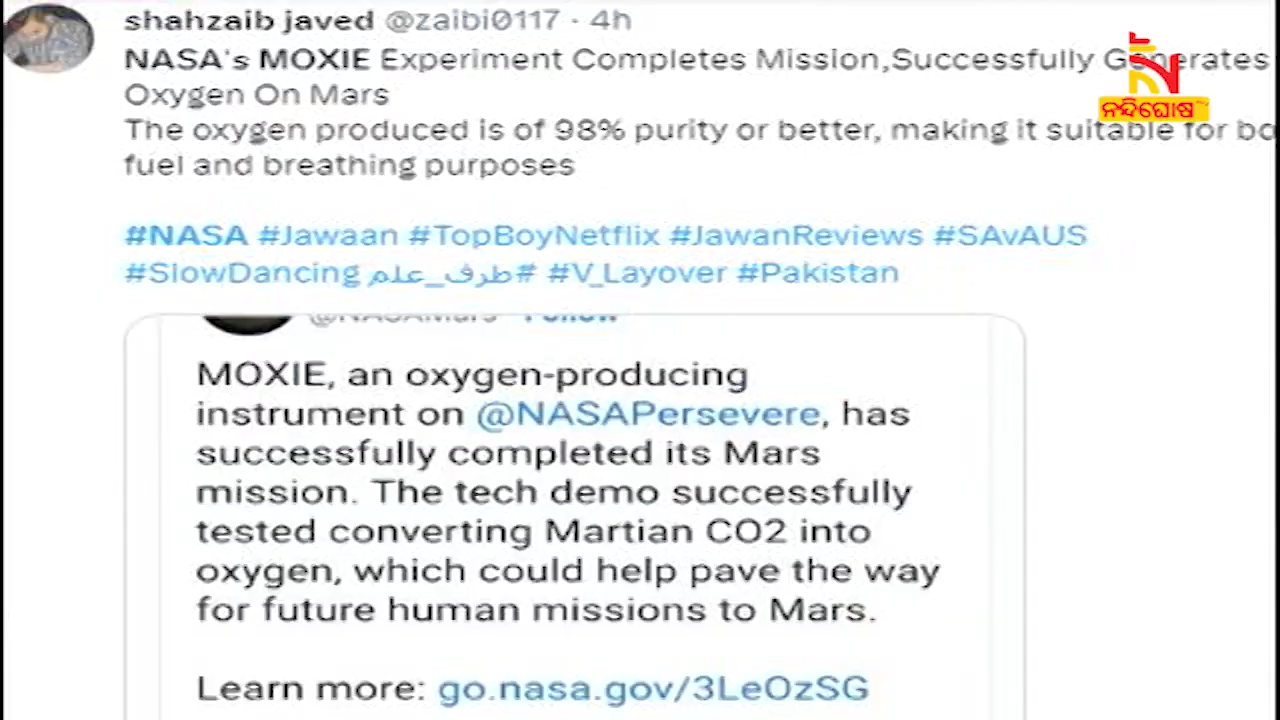 shahzaib javed @zaibi0117 · 4h
NASA's MOXIE Experiment Completes Mission,Successfully Generates
Oxygen On Mars
The oxygen produced is of 98% purity or better, making it suitable for bo
fuel and breathing purposes
#NASA #Jawaan #TopBoyNetflix #JawanReviews #SAvAUS
#SlowDancing #طرف_علم #V_Layover #Pakistan
@NASAMars · Follow
MOXIE, an oxygen-producing
instrument on @NASAPersevere, has
successfully completed its Mars
mission. The tech demo successfully
tested converting Martian CO2 into
oxygen, which could help pave the way
for future human missions to Mars.
Learn more: go.nasa.gov/3LeOzSG
ନନ୍ଦିଘୋଷ